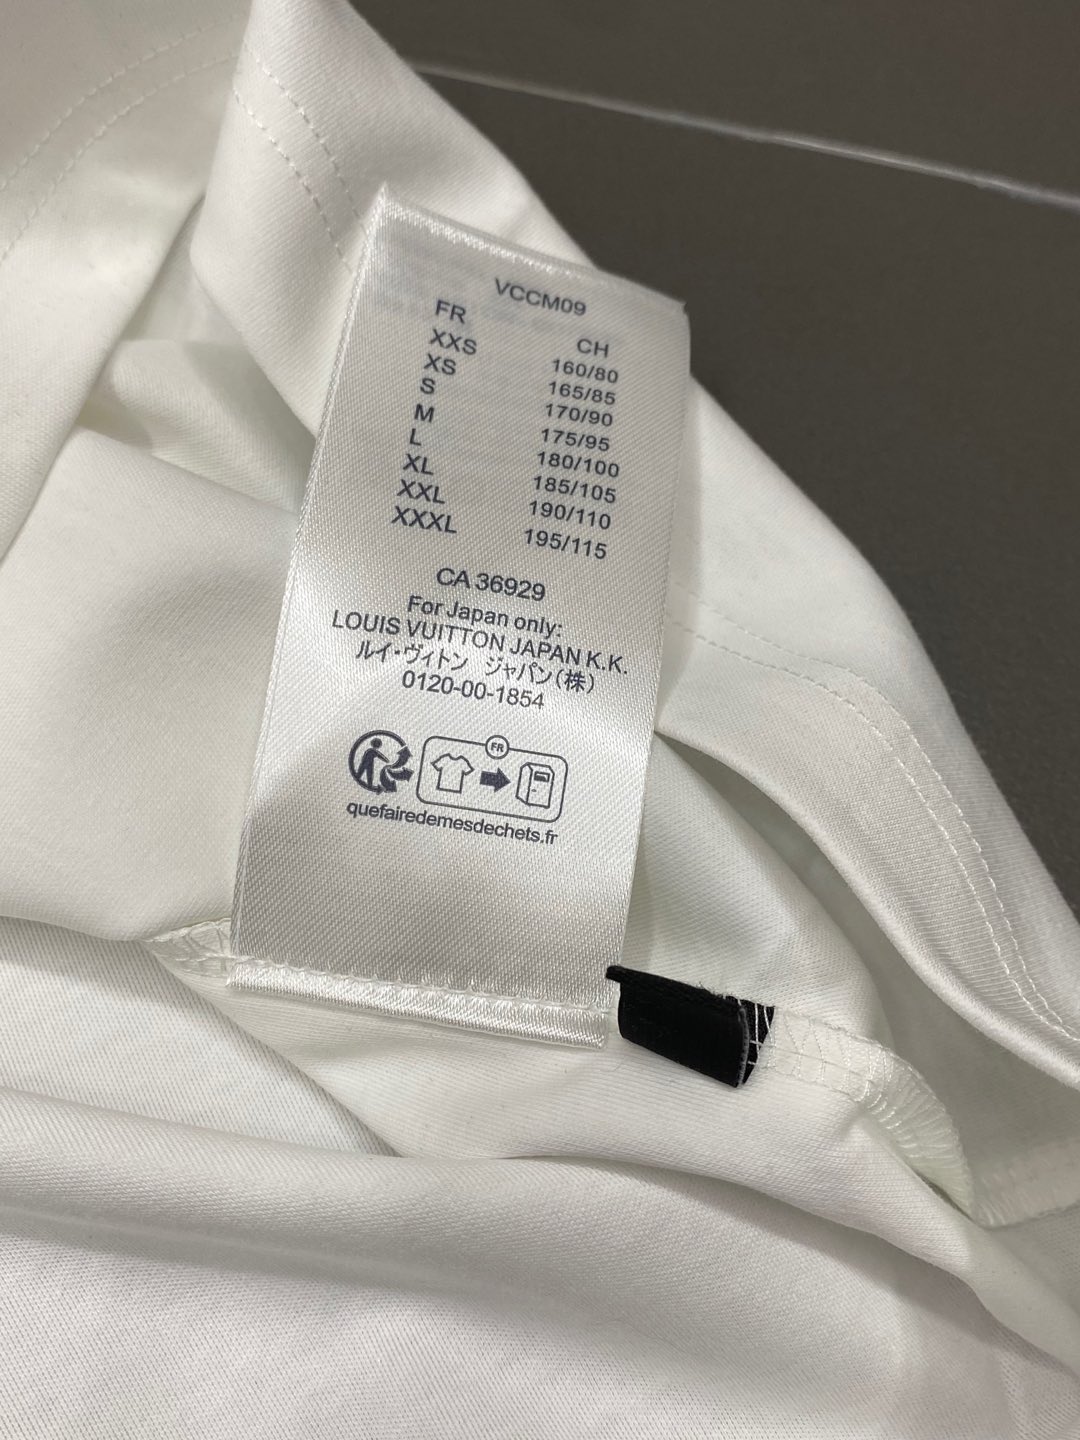 VCCM09
FR CH
XXS 160/80
XS 165/85
S 170/90
M 175/95
L 180/100
XL 185/105
XXL 190/110
XXXL 195/115
CA 36929
For Japan only:
LOUIS VUITTON JAPAN K.K.
ルイ・ヴィトン ジャパン(株)
0120-00-1854
FR
quefairedemesdechets.fr